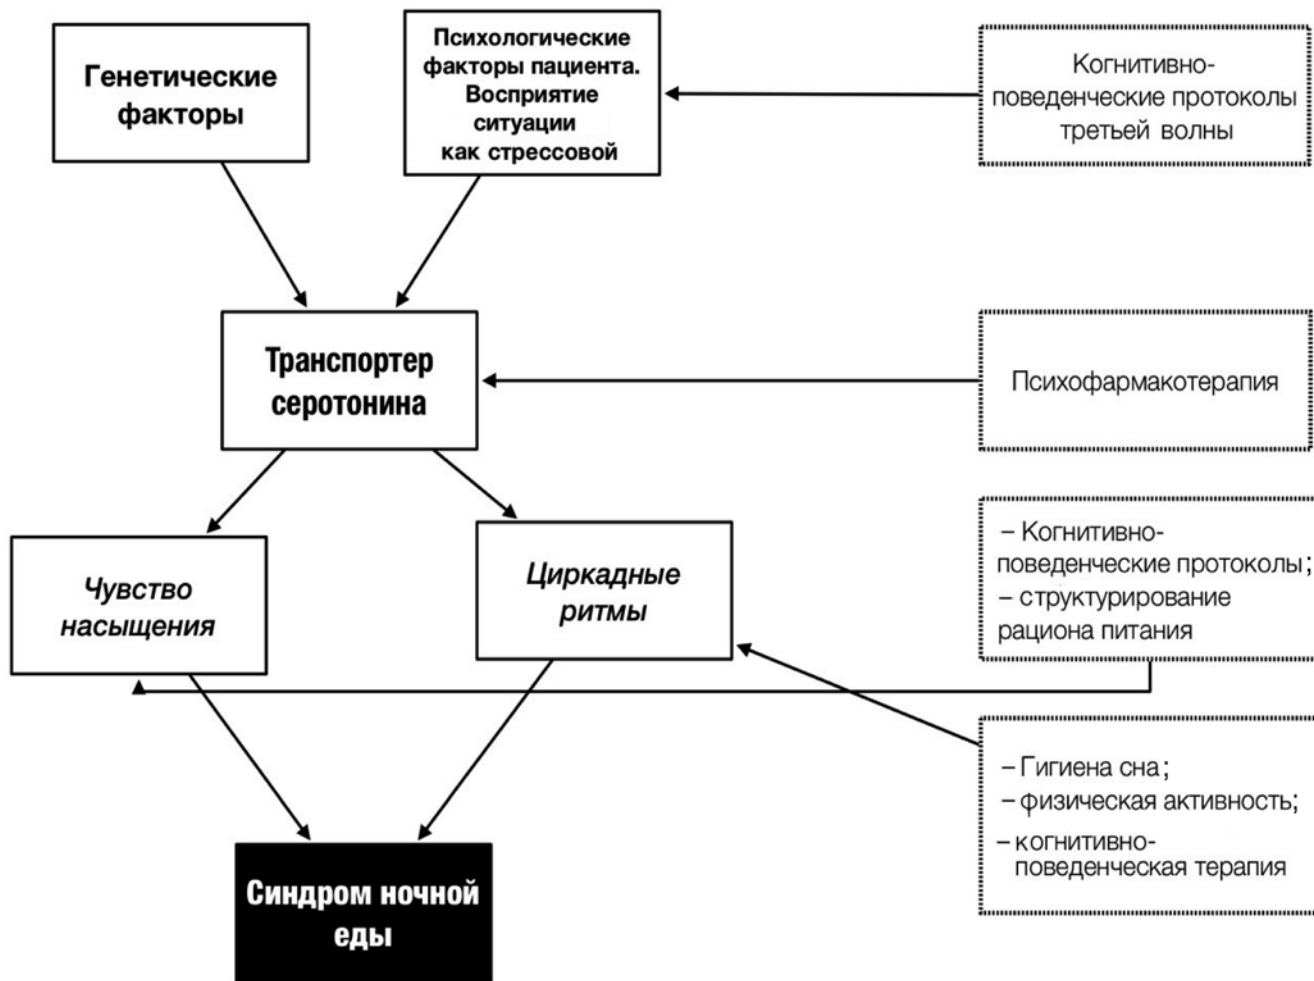 Генетические
факторы
Психологические
факторы пациента.
Восприятие
ситуации
как стрессовой
Когнитивно-
поведенческие протоколы
третьей волны
Транспортер
серотонина
Психофармакотерапия
Чувство
насыщения
Циркадные
ритмы
– Когнитивно-
поведенческие протоколы;
– структурирование
рациона питания
– Гигиена сна;
– физическая активность;
– когнитивно-
поведенческая терапия
Синдром ночной
еды